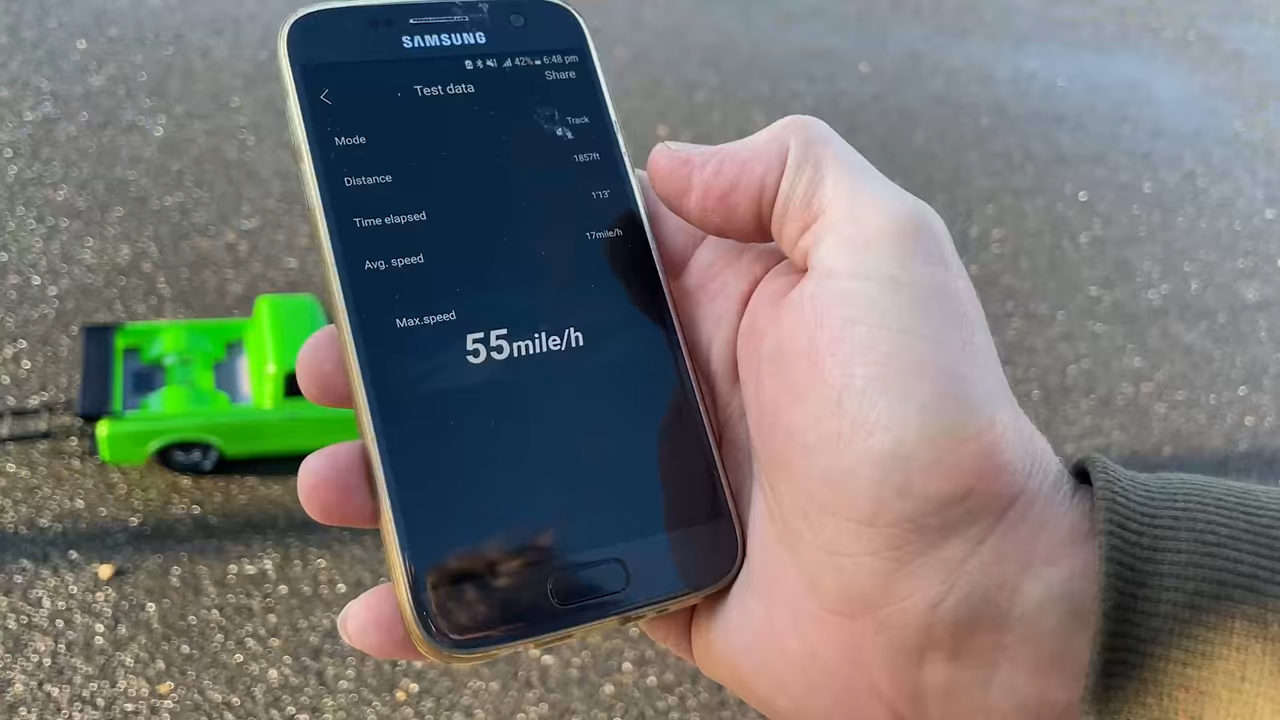 SAMSUNG
42% 6:48 pm
Share
Test data
Mode Track
Distance 1857ft
Time elapsed 1'13"
Avg. speed 17mile/h
Max.speed
55mile/h